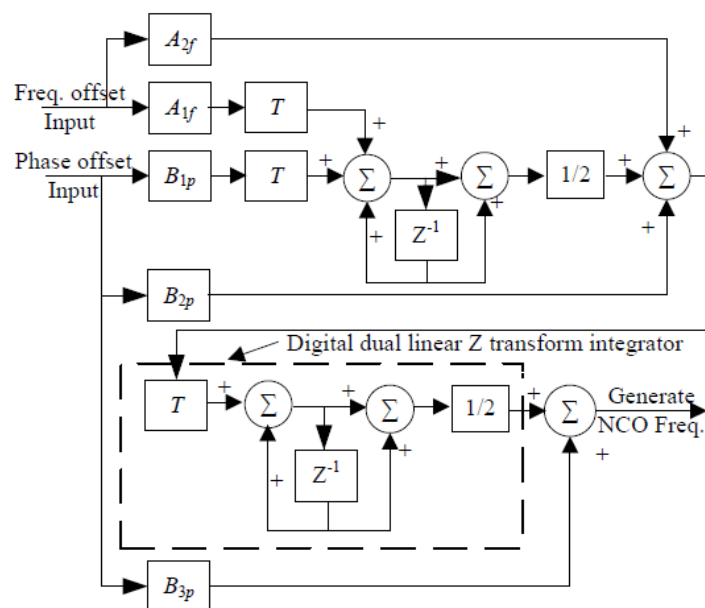 A2f
Freq. offset
Input
A1f
T
+
Phase offset
Input
B1p
T
+
Σ
+
Σ
1/2
+
Σ
+
+
Z-1
+
+
B2p
Digital dual linear Z transform integrator
T
+
Σ
+
Σ
1/2
+
Σ
Generate
NCO Freq.
+
Z-1
+
+
B3p